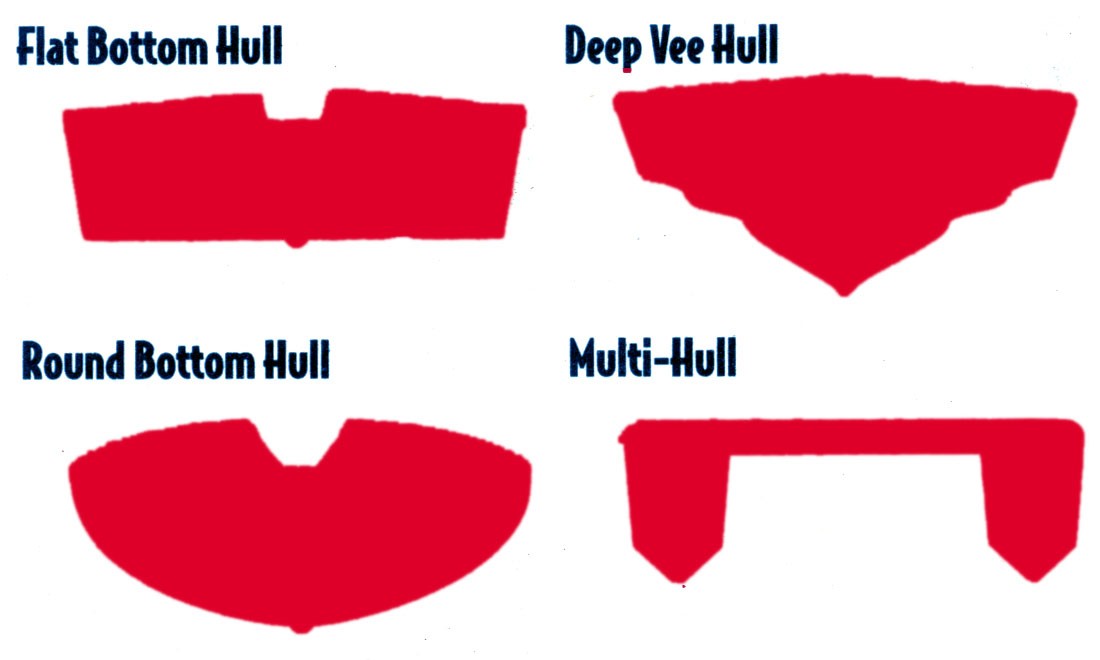 Flat Bottom Hull
Deep Vee Hull
Round Bottom Hull
Multi-Hull